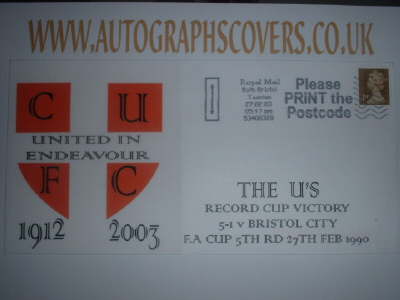 WWW.AUTOGRAPHSCOVERS.CO.UK
C U
UNITED IN
ENDEAVOUR
F C
1912 2003
Royal Mail
Please
PRiNT the
Postcode
THE U'S
RECORD CUP VICTORY
5-1 V BRISTOL CITY
F.A CUP 5TH RD 27TH FEB 1990